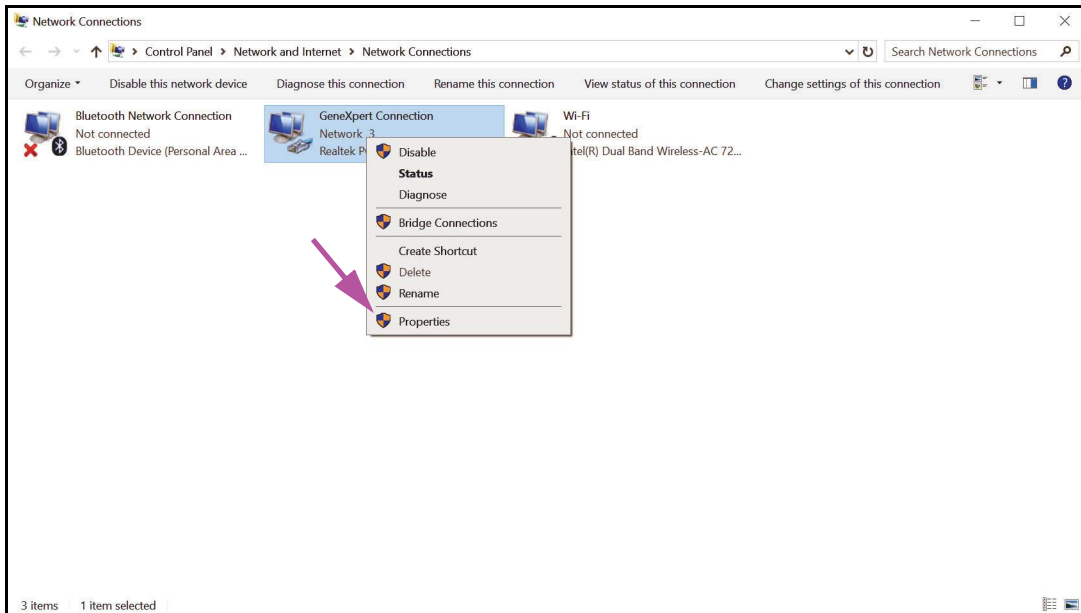 Network Connections
Control Panel > Network and Internet > Network Connections
Search Network Connections
Organize
Disable this network device
Diagnose this connection
Rename this connection
View status of this connection
Change settings of this connection
Bluetooth Network Connection
Not connected
Bluetooth Device (Personal Area ...
GeneXpert Connection
Network 3
Realtek
Wi-Fi
Not connected
Dual Band Wireless-AC 72...
Disable
Status
Diagnose
Bridge Connections
Create Shortcut
Delete
Rename
Properties
3 items
1 item selected